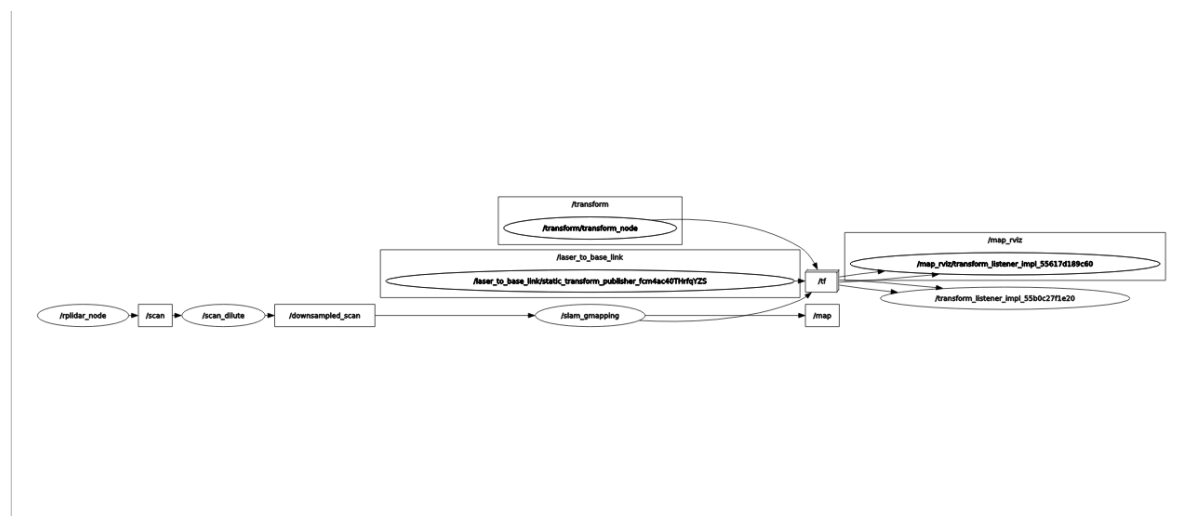 /transform
/transform/transform_node
/laser_to_base_link
/laser_to_base_link/static_transform_publisher_fcm4ac40THrfqYZS
/map_rviz
/map_rviz/transform_listener_impl_55617d189c60
/tf
/transform_listener_impl_55b0c27f1e20
/rplidar_node
/scan
/scan_dilute
/downsampled_scan
/slam_gmapping
/map